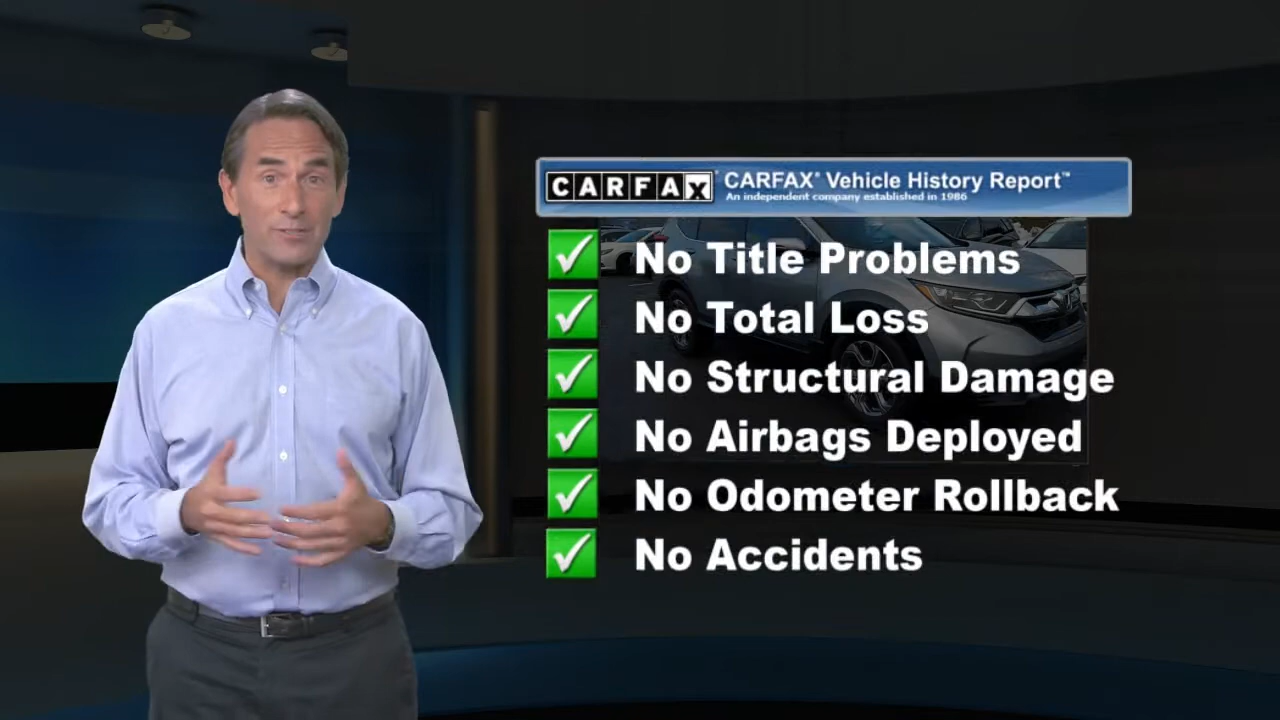 CARFAX
CARFAX® Vehicle History Report™
An independent company established in 1986
No Title Problems
No Total Loss
No Structural Damage
No Airbags Deployed
No Odometer Rollback
No Accidents